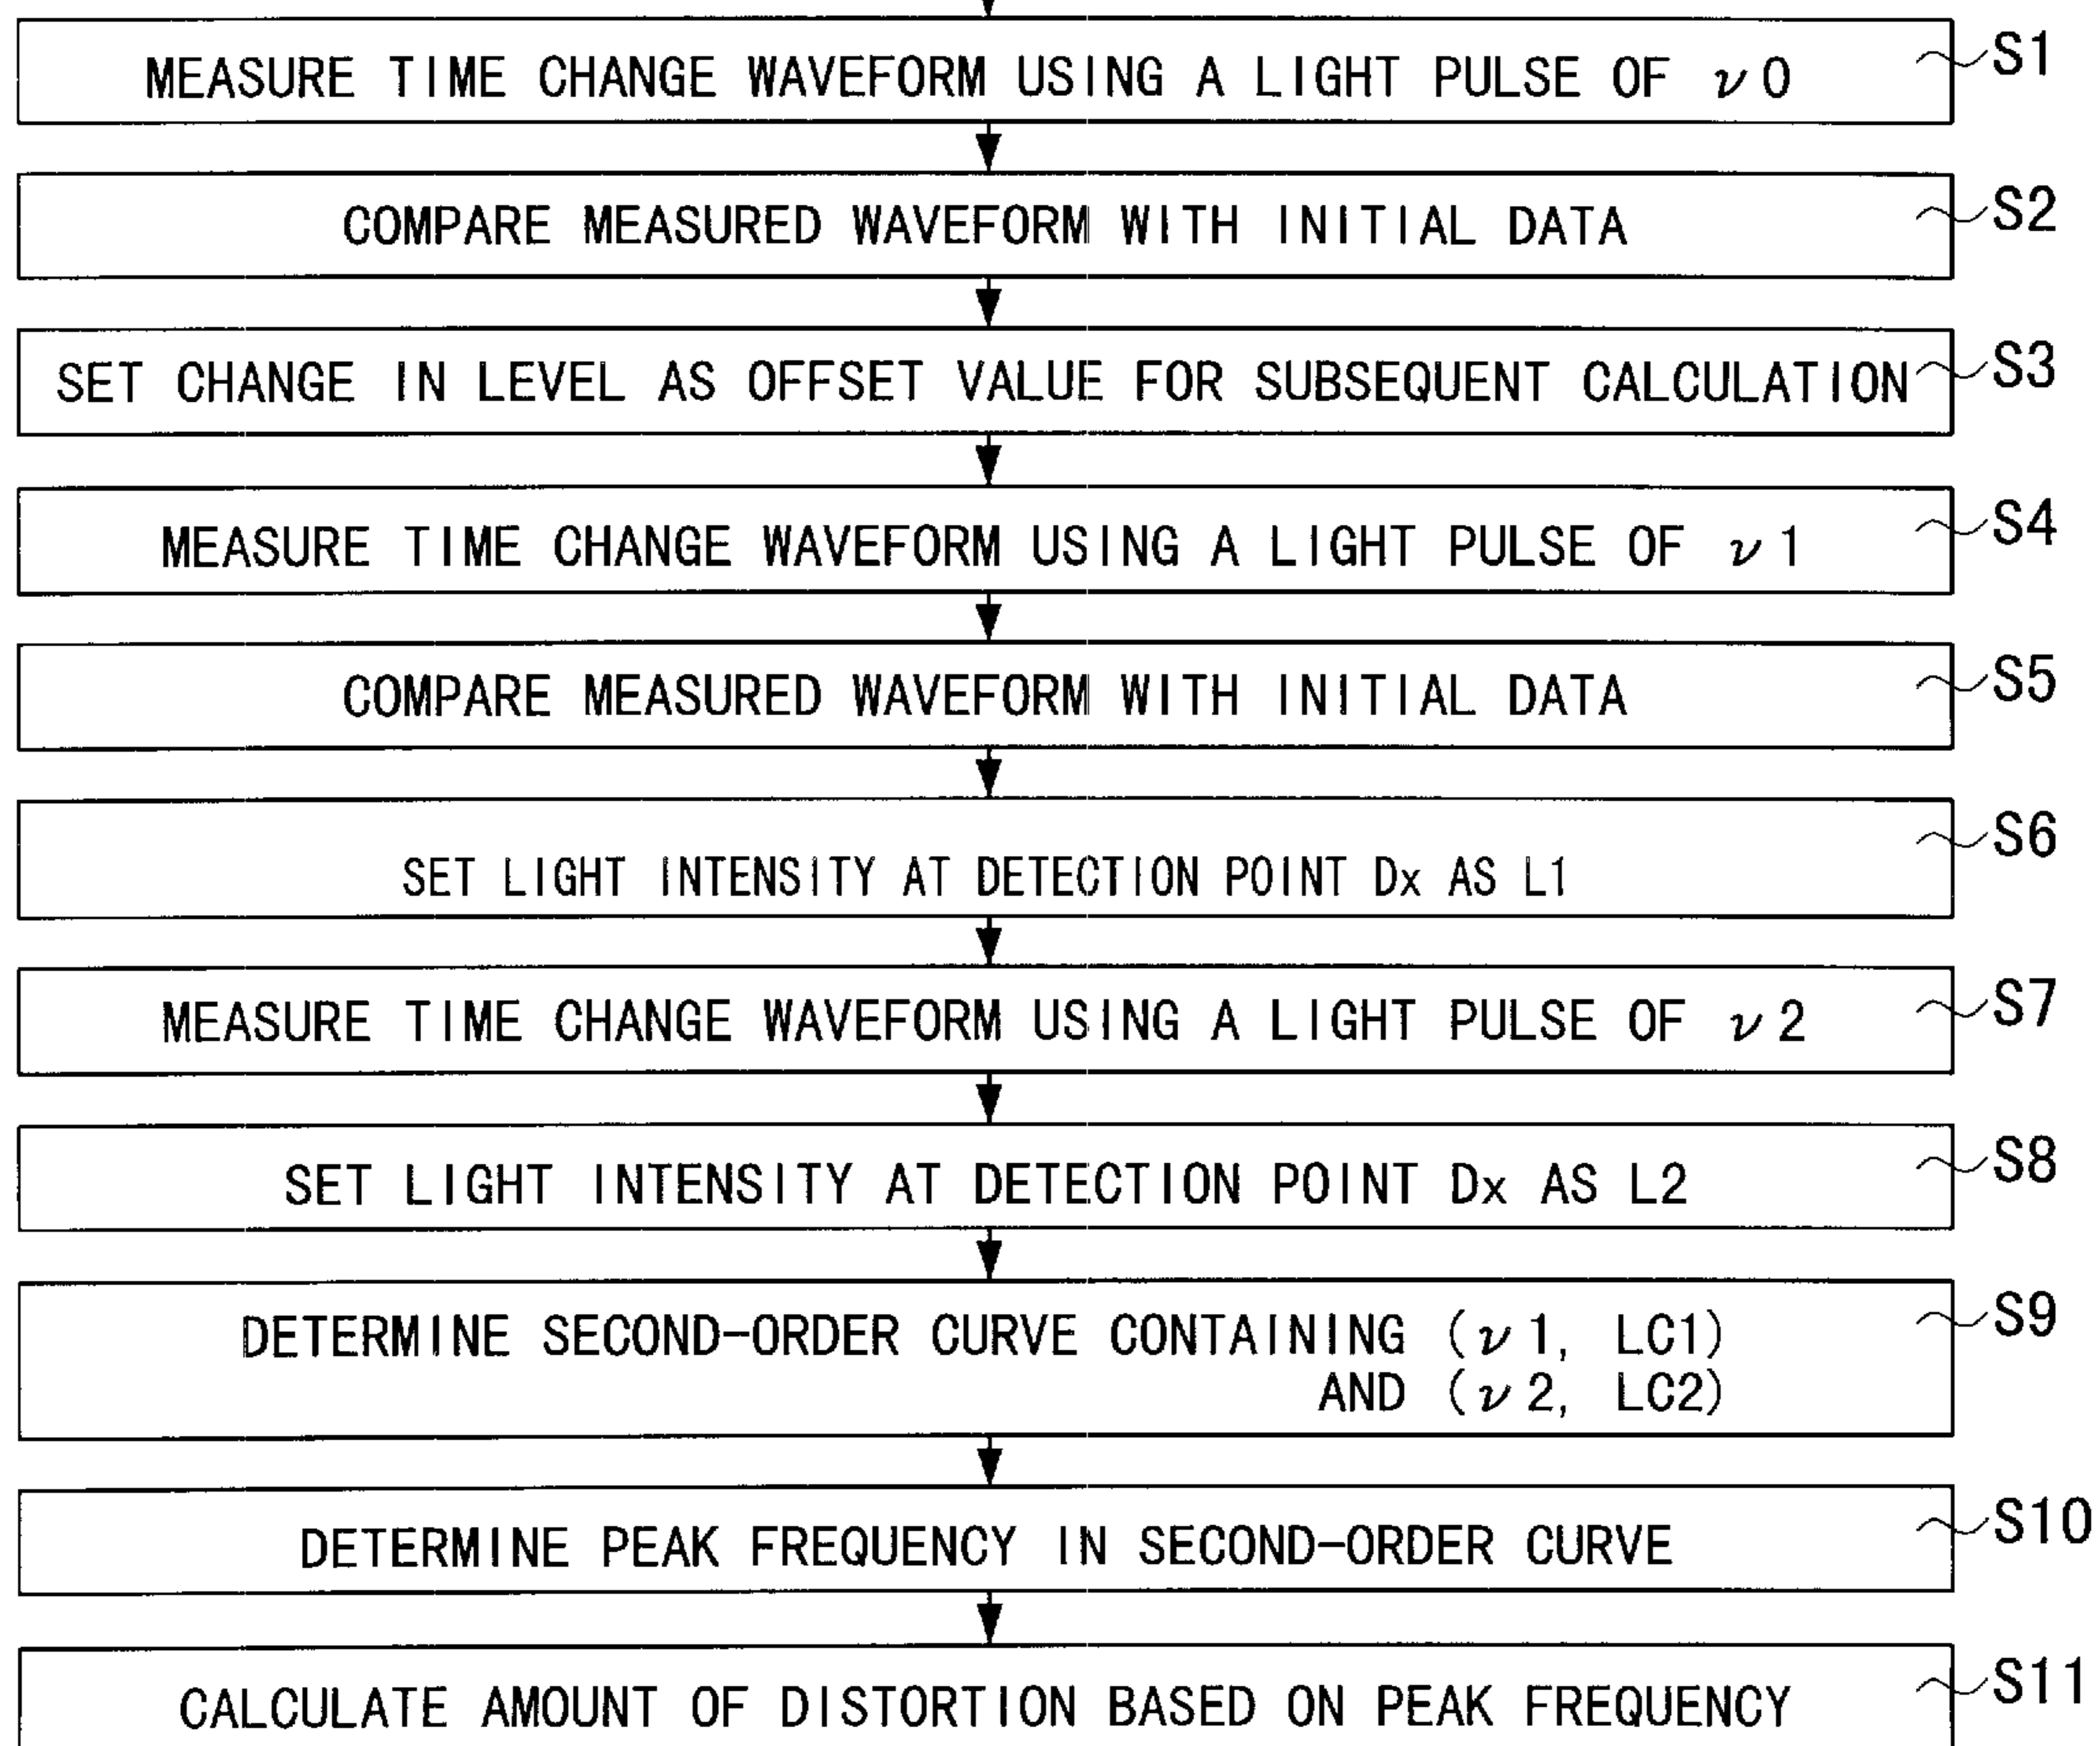 MEASURE TIME CHANGE WAVEFORM USING A LIGHT PULSE OF ν0 S1
COMPARE MEASURED WAVEFORM WITH INITIAL DATA S2
SET CHANGE IN LEVEL AS OFFSET VALUE FOR SUBSEQUENT CALCULATION S3
MEASURE TIME CHANGE WAVEFORM USING A LIGHT PULSE OF ν1 S4
COMPARE MEASURED WAVEFORM WITH INITIAL DATA S5
SET LIGHT INTENSITY AT DETECTION POINT Dx AS L1 S6
MEASURE TIME CHANGE WAVEFORM USING A LIGHT PULSE OF ν2 S7
SET LIGHT INTENSITY AT DETECTION POINT Dx AS L2 S8
DETERMINE SECOND-ORDER CURVE CONTAINING (ν1, LC1) S9
AND (ν2, LC2)
DETERMINE PEAK FREQUENCY IN SECOND-ORDER CURVE S10
CALCULATE AMOUNT OF DISTORTION BASED ON PEAK FREQUENCY S11